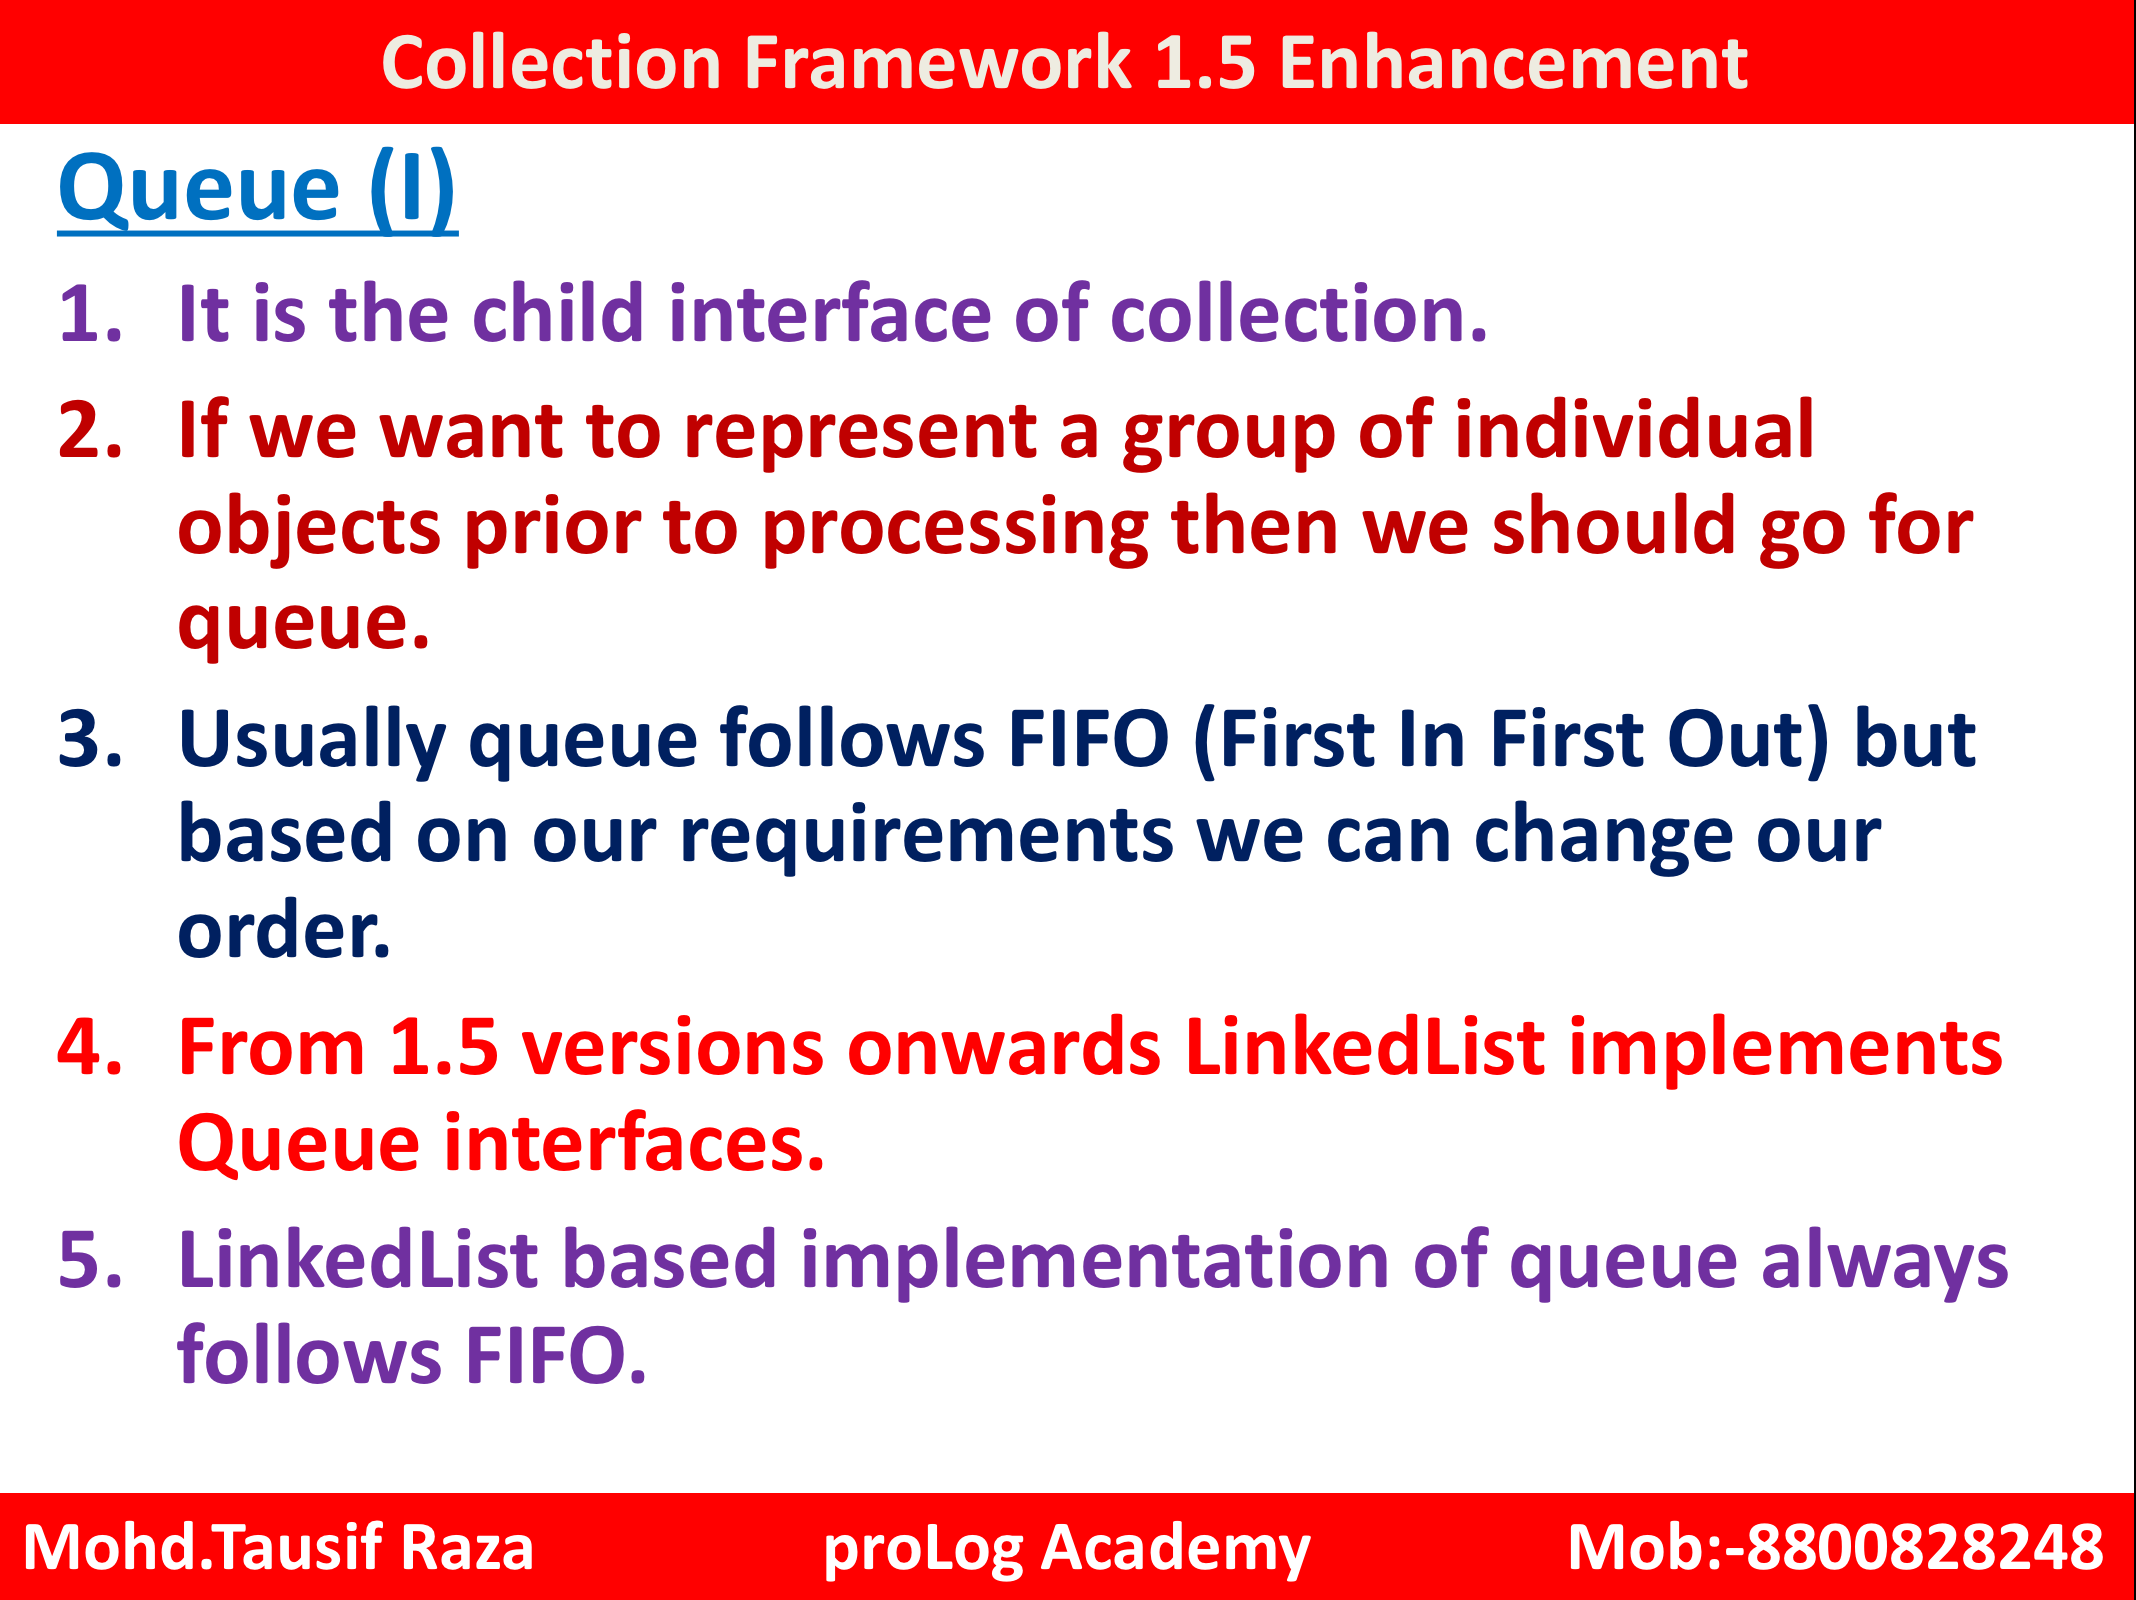 Collection Framework 1.5 Enhancement
Queue (I)
1. It is the child interface of collection.
2. If we want to represent a group of individual
objects prior to processing then we should go for
queue.
3. Usually queue follows FIFO (First In First Out) but
based on our requirements we can change our
order.
4. From 1.5 versions onwards LinkedList implements
Queue interfaces.
5. LinkedList based implementation of queue always
follows FIFO.
Mohd.Tausif Raza proLog Academy Mob:-8800828248